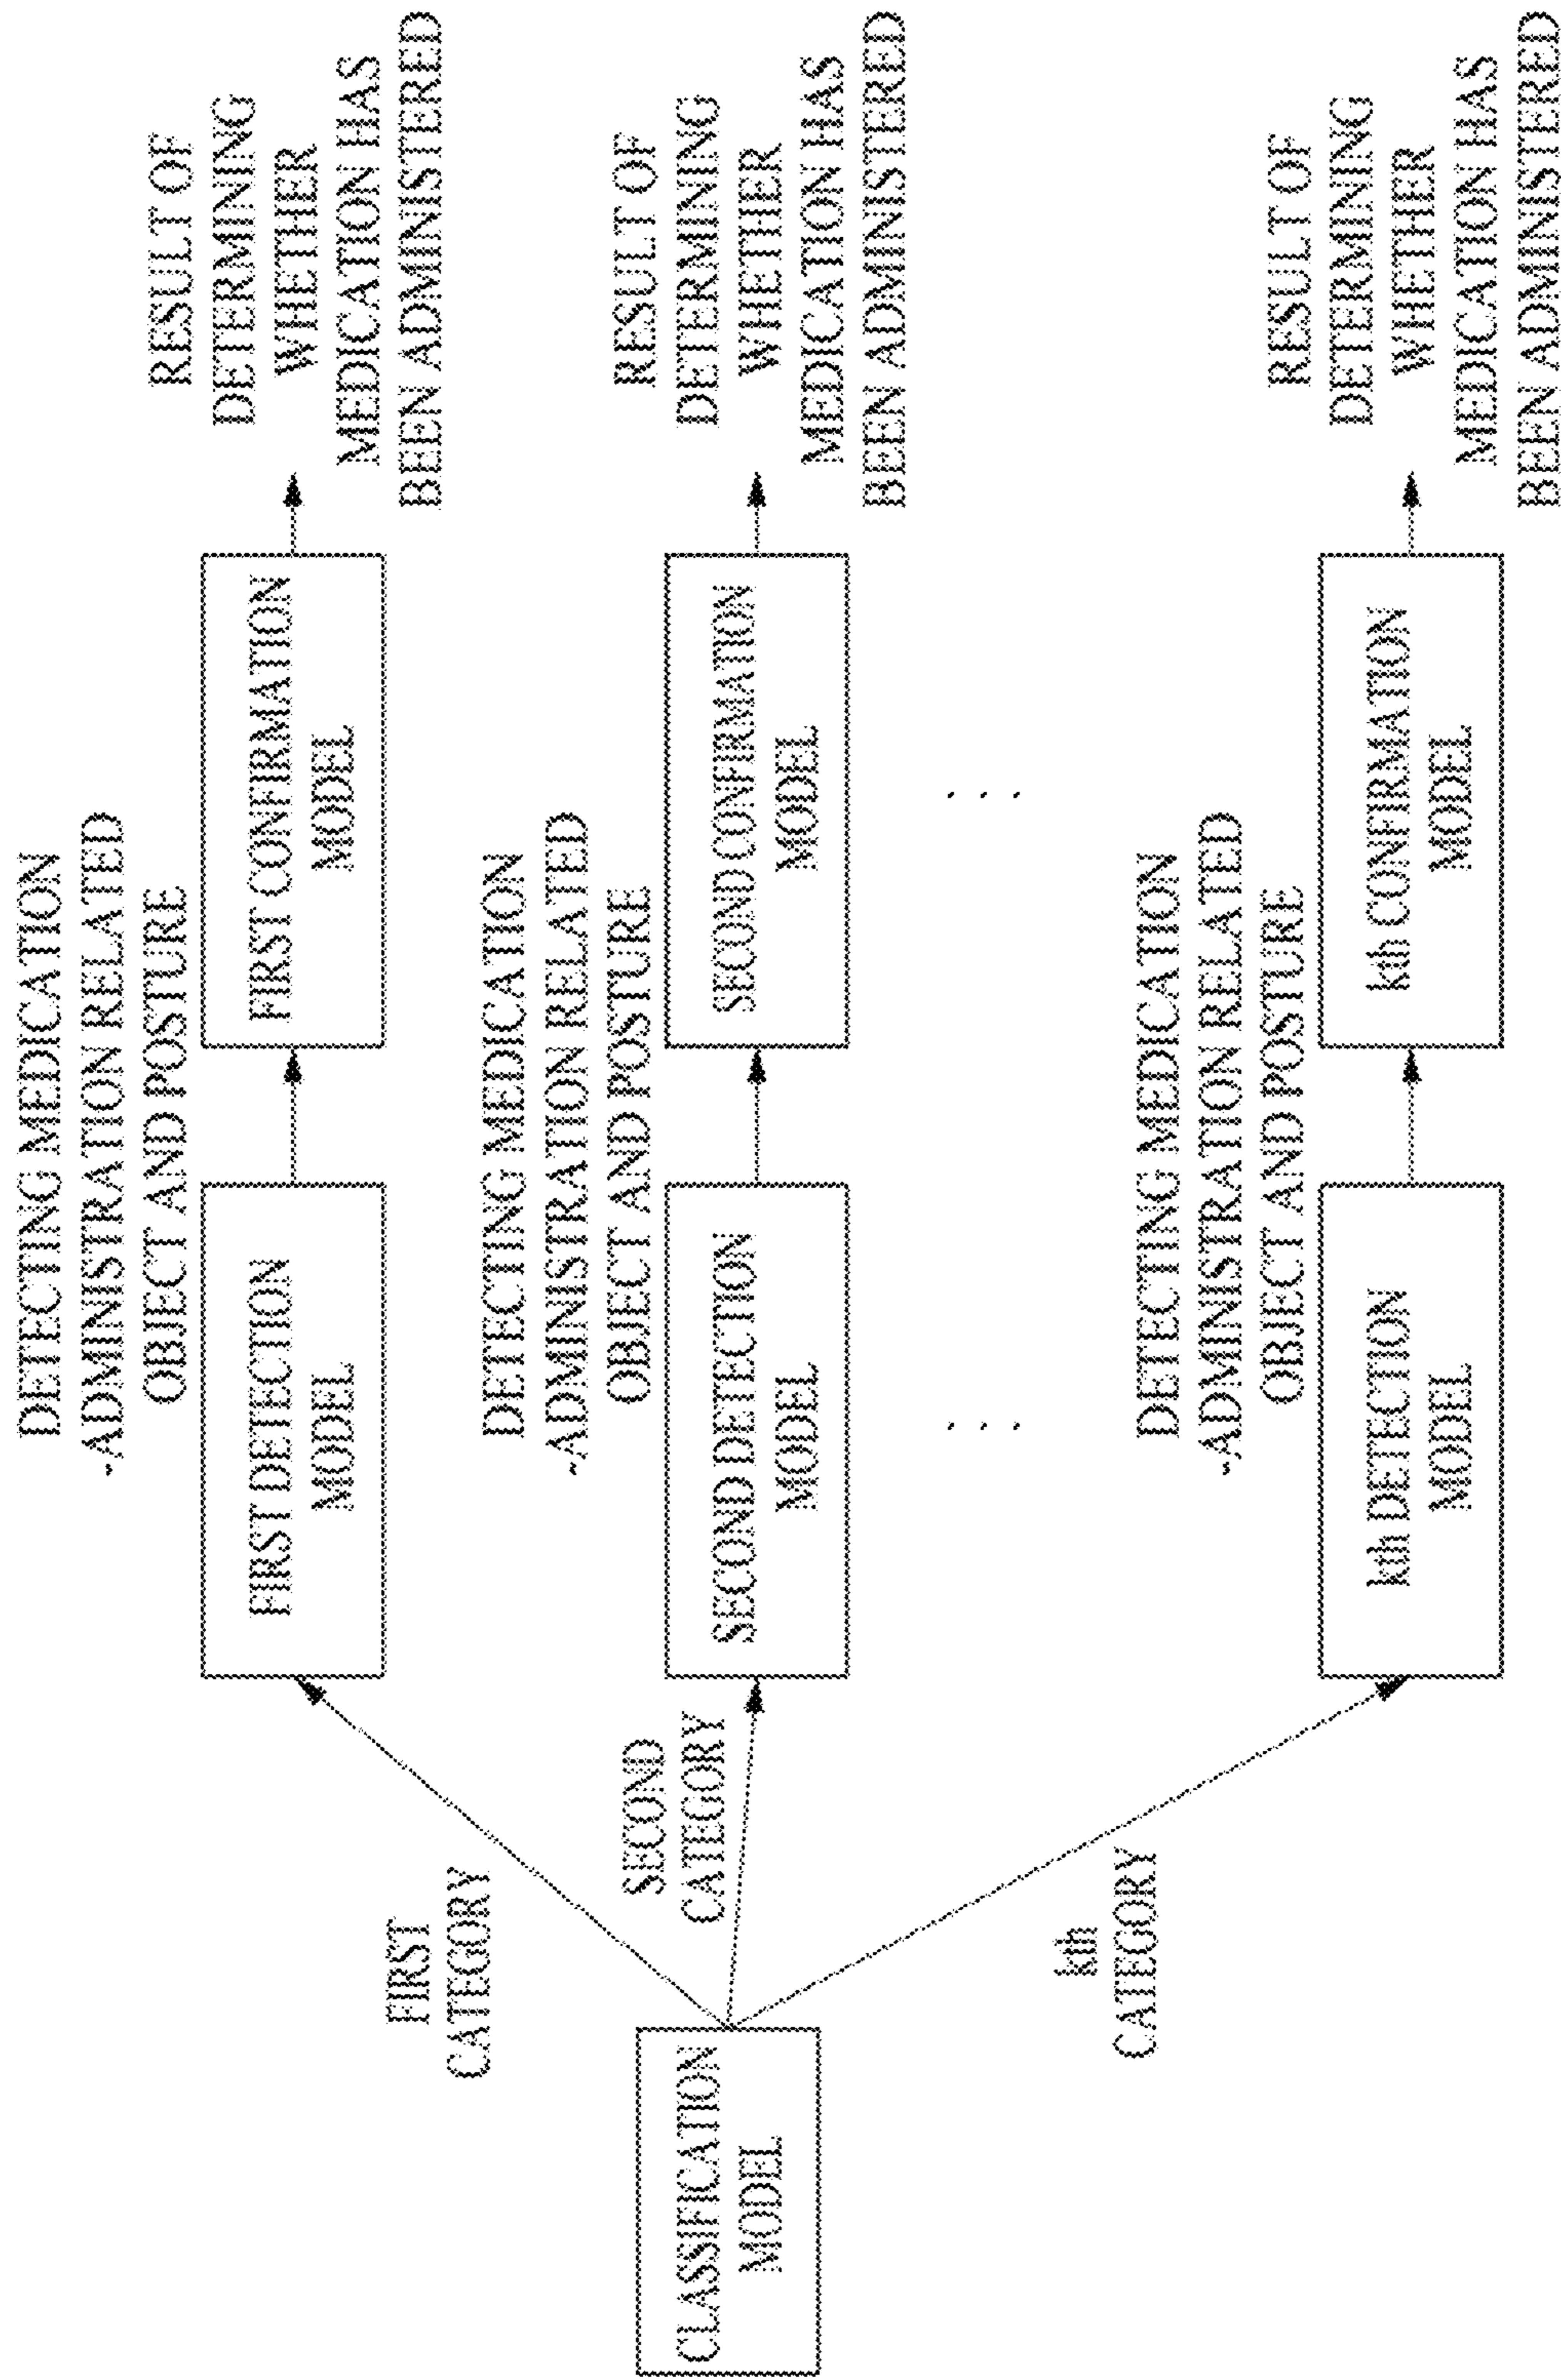 CLASSIFICATION
MODEL
FIRST
CATEGORY
SECOND
CATEGORY
kth
CATEGORY
FIRST DETECTION
MODEL
DETECTING MEDICATION
-ADMINISTRATION RELATED
OBJECT AND POSTURE
FIRST CONFIRMATION
MODEL
RESULT OF
DETERMINING
WHETHER
MEDICATION HAS
BEEN ADMINISTERED
SECOND DETECTION
MODEL
DETECTING MEDICATION
-ADMINISTRATION RELATED
OBJECT AND POSTURE
SECOND CONFIRMATION
MODEL
RESULT OF
DETERMINING
WHETHER
MEDICATION HAS
BEEN ADMINISTERED
. . .
. . .
kth DETECTION
MODEL
DETECTING MEDICATION
-ADMINISTRATION RELATED
OBJECT AND POSTURE
kth CONFIRMATION
MODEL
RESULT OF
DETERMINING
WHETHER
MEDICATION HAS
BEEN ADMINISTERED